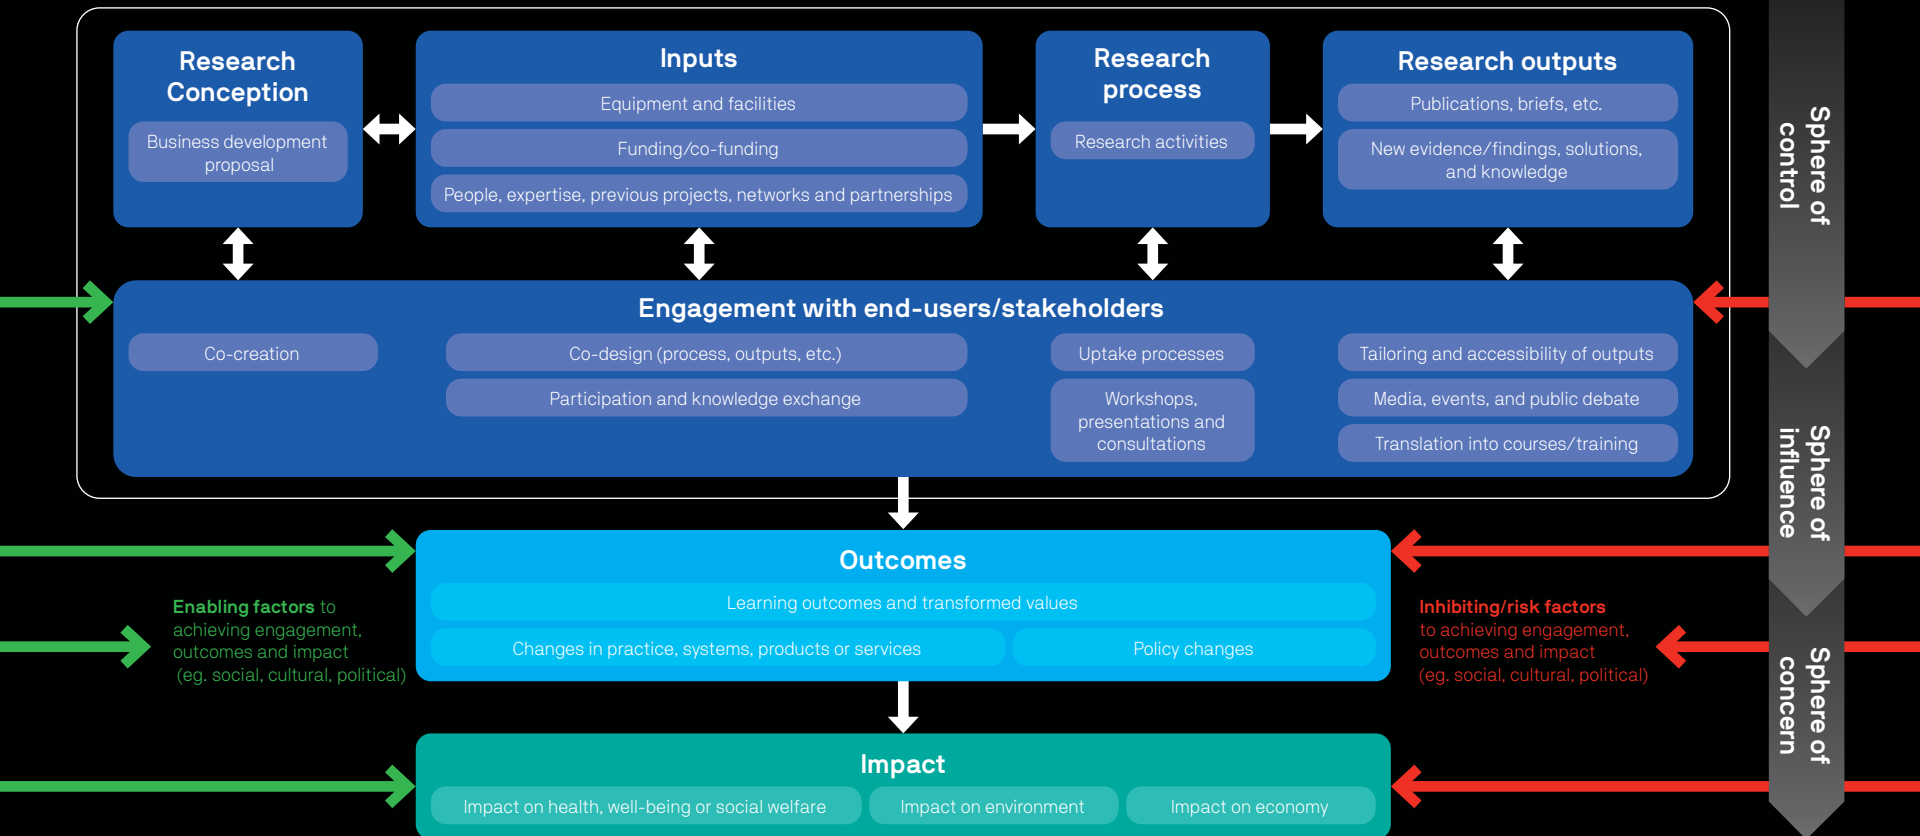 Research
Conception
Business development
proposal
Inputs
Equipment and facilities
Funding/co-funding
People, expertise, previous projects, networks and partnerships
Research
process
Research activities
Research outputs
Publications, briefs, etc.
New evidence/findings, solutions,
and knowledge
Engagement with end-users/stakeholders
Co-creation
Co-design (process, outputs, etc.)
Participation and knowledge exchange
Uptake processes
Workshops,
presentations and
consultations
Tailoring and accessibility of outputs
Media, events, and public debate
Translation into courses/training
Outcomes
Learning outcomes and transformed values
Changes in practice, systems, products or services
Policy changes
Enabling factors to
achieving engagement,
outcomes and impact
(eg. social, cultural, political)
Inhibiting/risk factors
to achieving engagement,
outcomes and impact
(eg. social, cultural, political)
Impact
Impact on health, well-being or social welfare
Impact on environment
Impact on economy
Sphere of
control
Sphere of
influence
Sphere of
concern